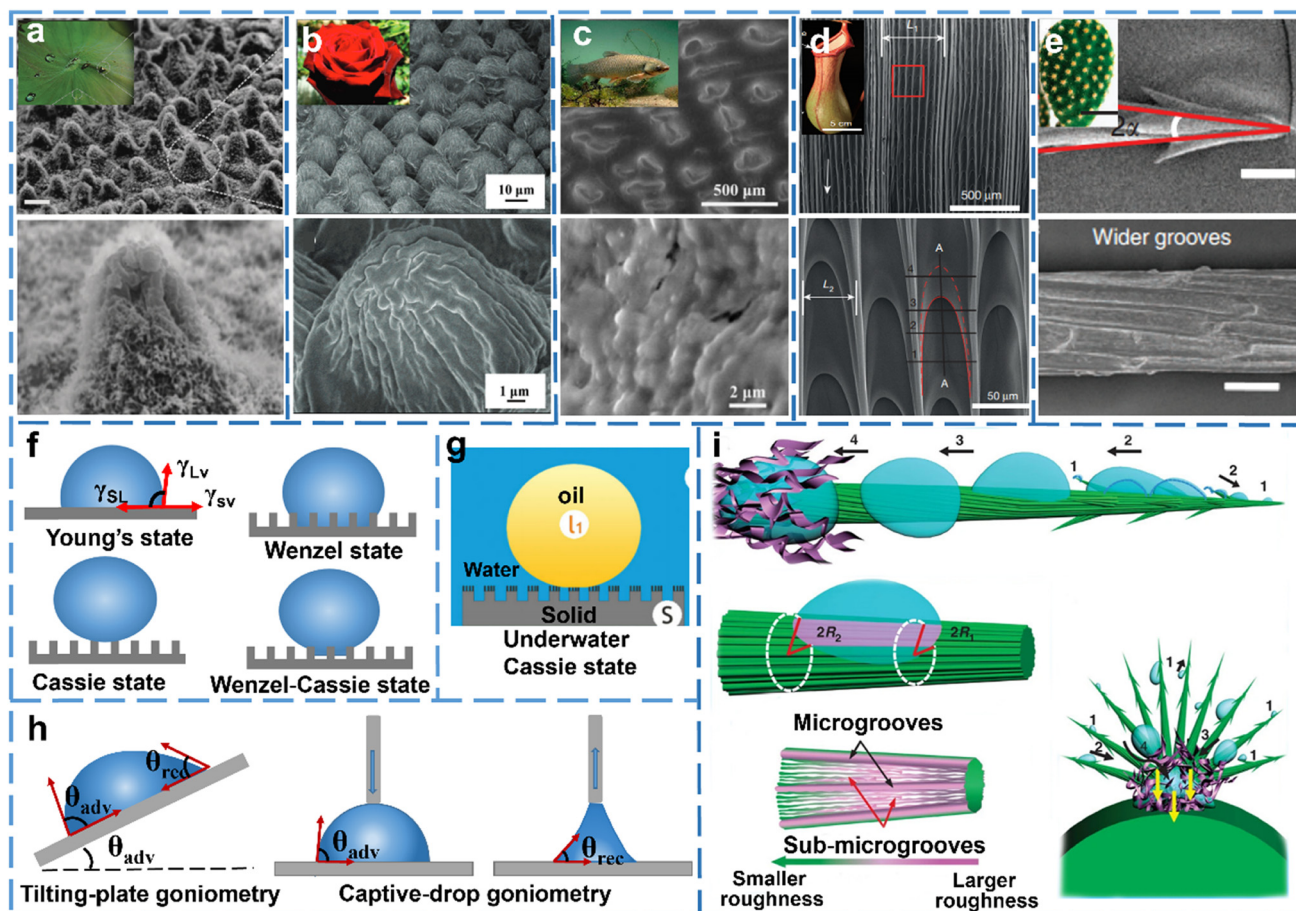 a
b
10 μm
1 μm
c
500 μm
2 μm
d
5 cm
L₁
500 μm
A
4
3
L₂
2
1
A
50 μm
e
2α
Wider grooves
f
γLv
γSL
γsv
Young's state
Wenzel state
Cassie state
Wenzel-Cassie state
g
oil
l₁
Water
Solid
S
Underwater
Cassie state
h
θrec
θadv
θadv
Tilting-plate goniometry
θadv
θrec
Captive-drop goniometry
i
4
3
2
1
2
1
2R₂
2R₁
Microgrooves
Sub-microgrooves
Smaller
roughness
Larger
roughness
1
1
1
2
4
3
1